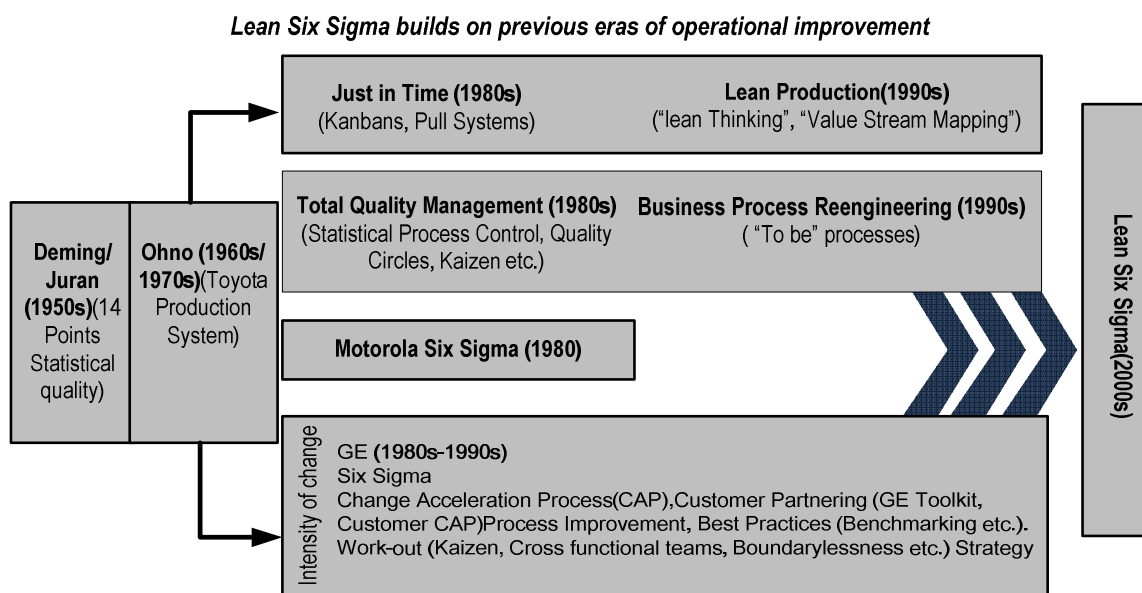 Lean Six Sigma builds on previous eras of operational improvement
Just in Time (1980s)
(Kanbans, Pull Systems)
Lean Production(1990s)
(“lean Thinking”, “Value Stream Mapping”)
Total Quality Management (1980s)
(Statistical Process Control, Quality
Circles, Kaizen etc.)
Business Process Reengineering (1990s)
( “To be” processes)
Deming/
Juran
(1950s)(14
Points
Statistical
quality)
Ohno (1960s/
1970s)(Toyota
Production
System)
Motorola Six Sigma (1980)
Intensity of change
GE (1980s-1990s)
Six Sigma
Change Acceleration Process(CAP),Customer Partnering (GE Toolkit,
Customer CAP)Process Improvement, Best Practices (Benchmarking etc.).
Work-out (Kaizen, Cross functional teams, Boundarylessness etc.) Strategy
Lean Six Sigma(2000s)